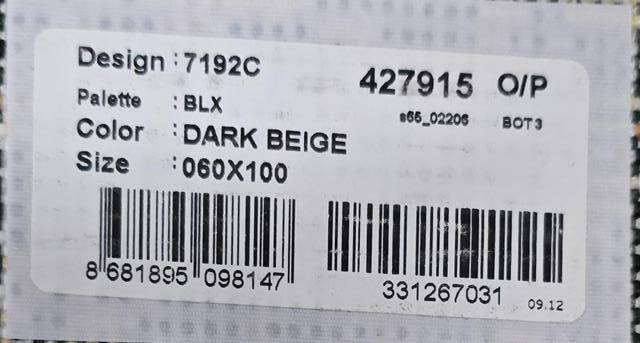 Design : 7192C
427915 O/P
Palette : BLX
s65_02206 BOT3
Color : DARK BEIGE
Size : 060X100
8 681895 098147
331267031
09.12